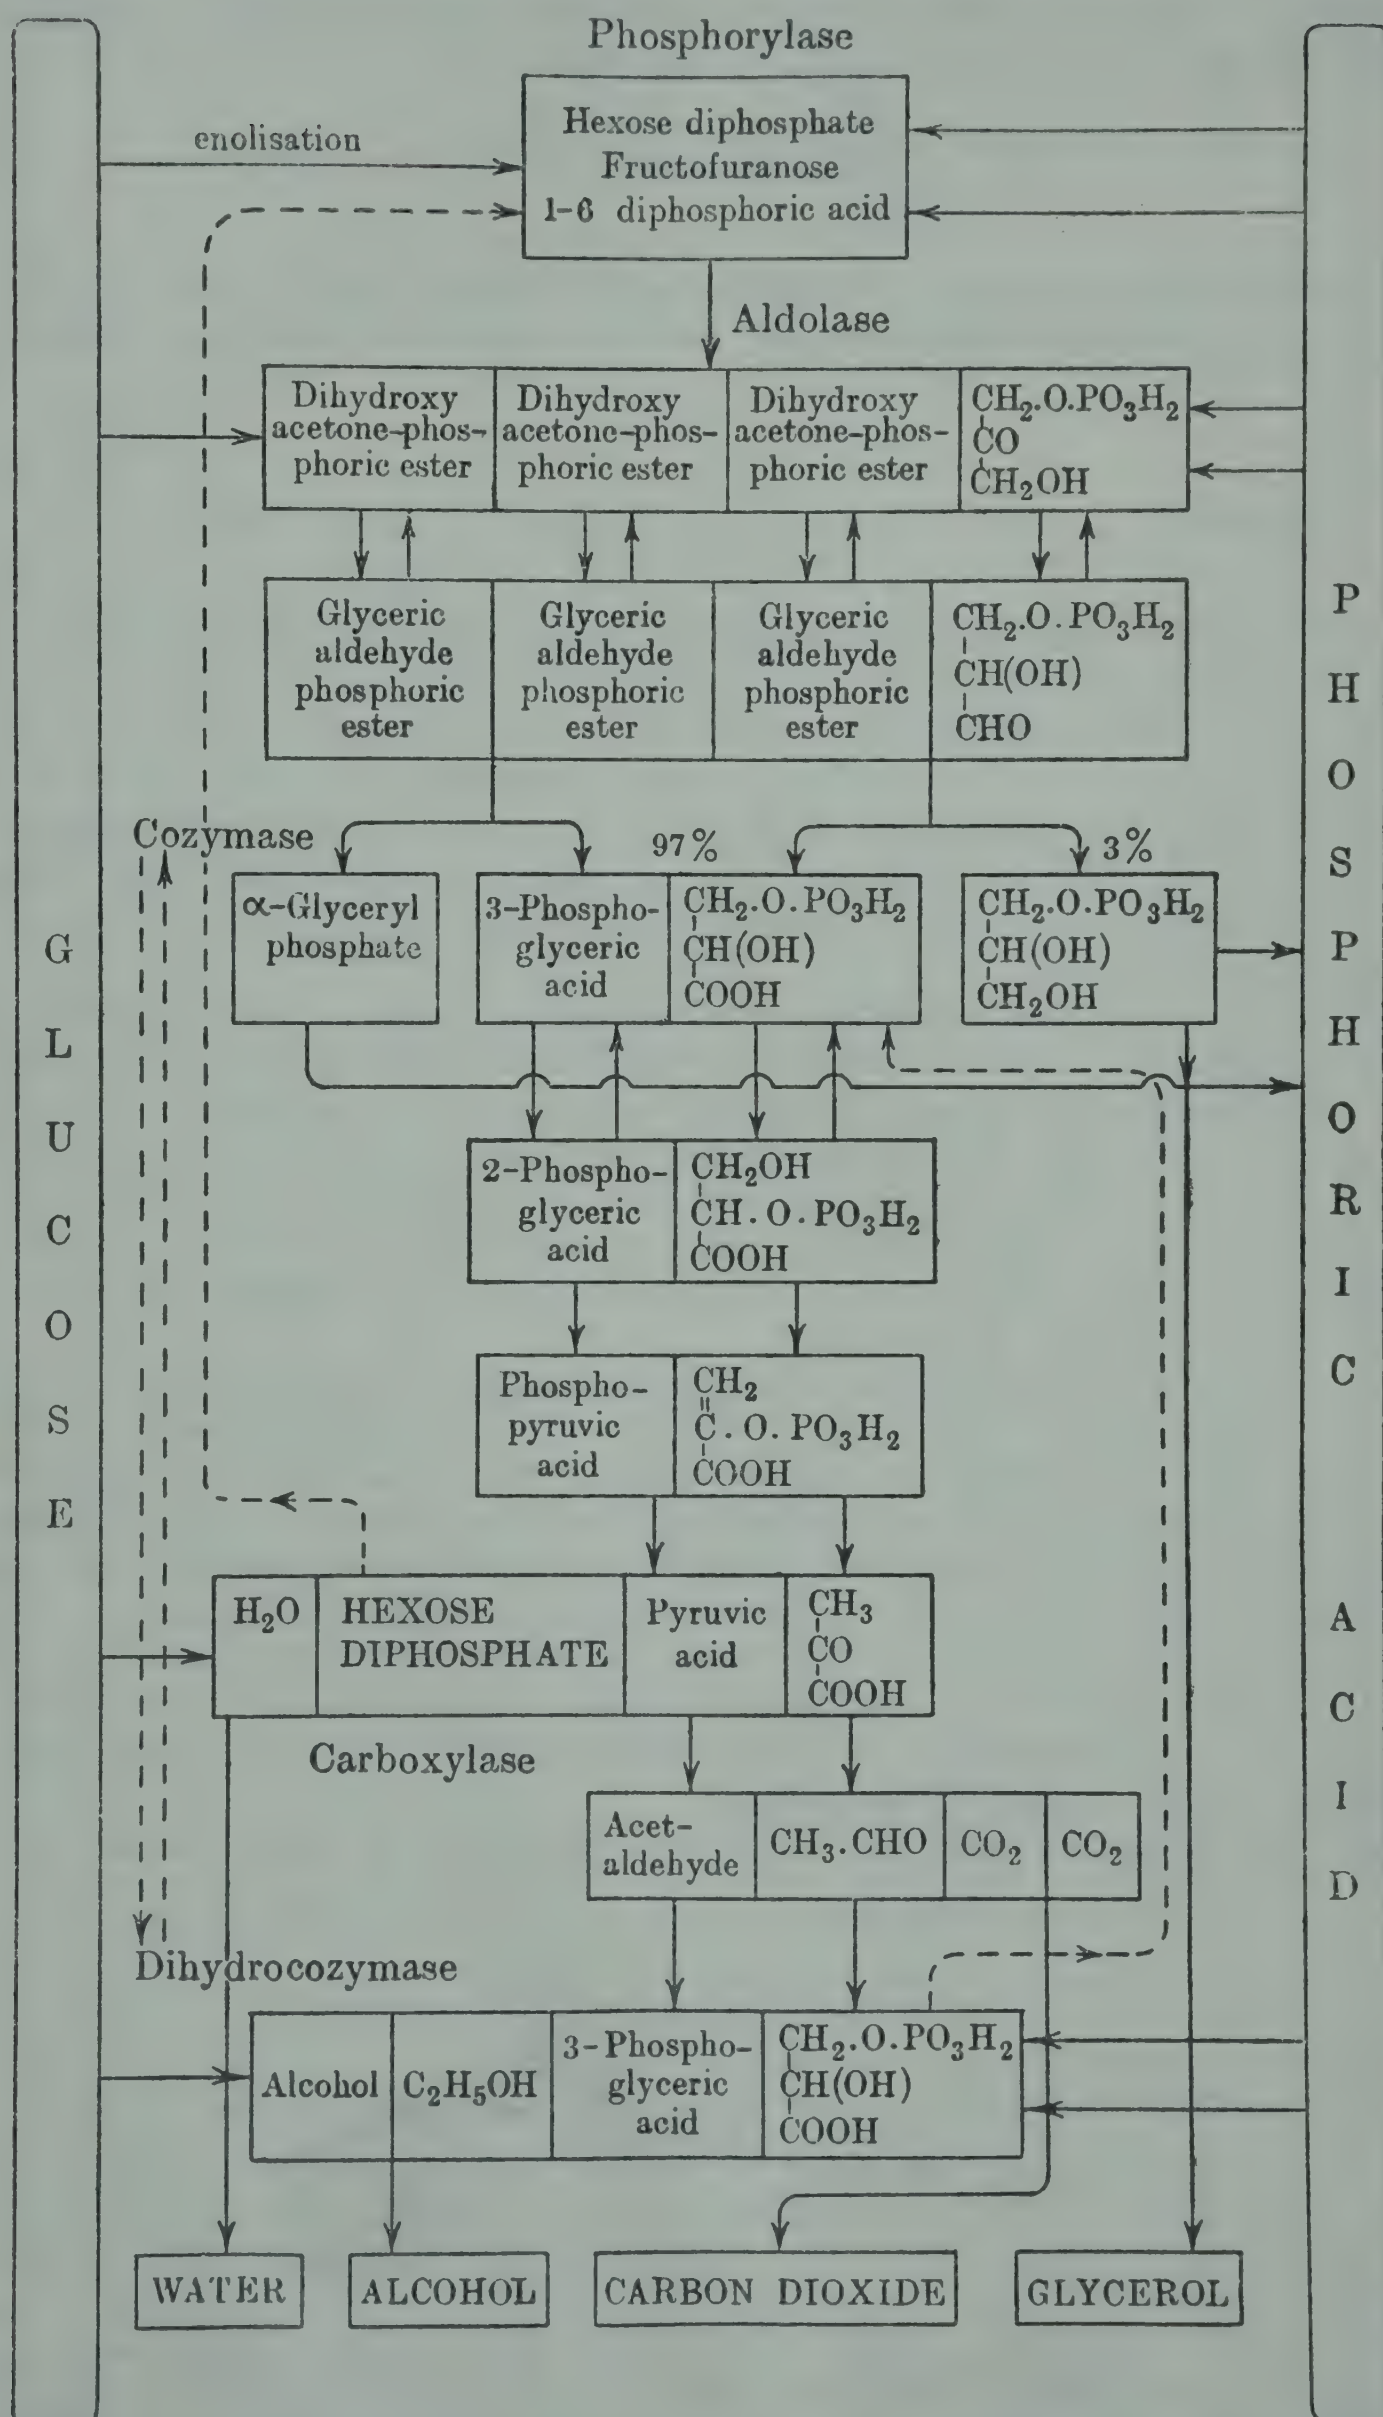 Phosphorylase
Hexose diphosphate
Fructofuranose
1-6 diphosphoric acid
enolisation
Aldolase
Dihydroxy
acetone-phos-
phoric ester
Dihydroxy
acetone-phos-
phoric ester
Dihydroxy
acetone-phos-
phoric ester
CH₂.O.PO₃H₂
CO
CH₂OH
Glyceric
aldehyde
phosphoric
ester
Glyceric
aldehyde
phosphoric
ester
Glyceric
aldehyde
phosphoric
ester
CH₂.O.PO₃H₂
CH(OH)
CHO
Cozymase
97%
3%
α-Glyceryl
phosphate
3-Phospho-
glyceric
acid
CH₂.O.PO₃H₂
CH(OH)
COOH
CH₂.O.PO₃H₂
CH(OH)
CH₂OH
2-Phospho-
glyceric
acid
CH₂OH
CH.O.PO₃H₂
COOH
Phospho-
pyruvic
acid
CH₂
C.O.PO₃H₂
COOH
H₂O
HEXOSE
DIPHOSPHATE
Pyruvic
acid
CH₃
CO
COOH
Carboxylase
Acet-
aldehyde
CH₃.CHO
CO₂
CO₂
Dihydrocozymase
Alcohol
C₂H₅OH
3-Phospho-
glyceric
acid
CH₂.O.PO₃H₂
CH(OH)
COOH
WATER
ALCOHOL
CARBON DIOXIDE
GLYCEROL
GLUCOSE
PHOSPHORIC ACID